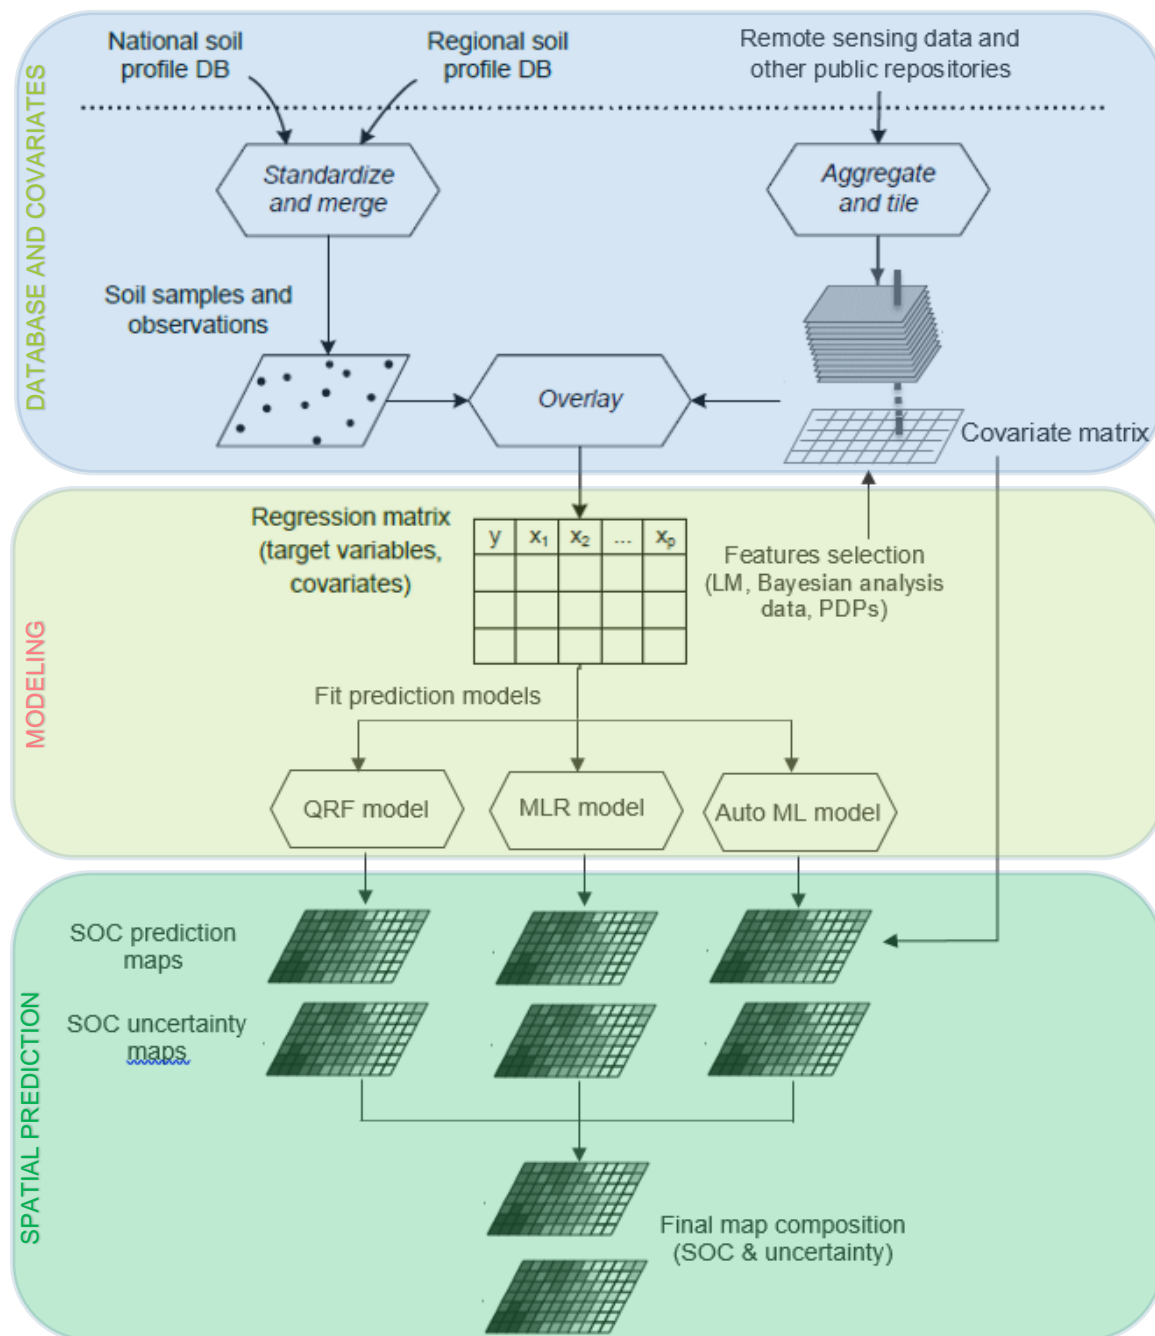 National soil
profile DB
Regional soil
profile DB
Remote sensing data and
other public repositories
DATABASE AND COVARIATES
Standardize
and merge
Aggregate
and tile
Soil samples and
observations
Overlay
Covariate matrix
MODELING
Regression matrix
(target variables,
covariates)
y x1 x2 ... xp
Features selection
(LM, Bayesian analysis
data, PDPs)
Fit prediction models
QRF model
MLR model
Auto ML model
SPATIAL PREDICTION
SOC prediction
maps
SOC uncertainty
maps
Final map composition
(SOC & uncertainty)